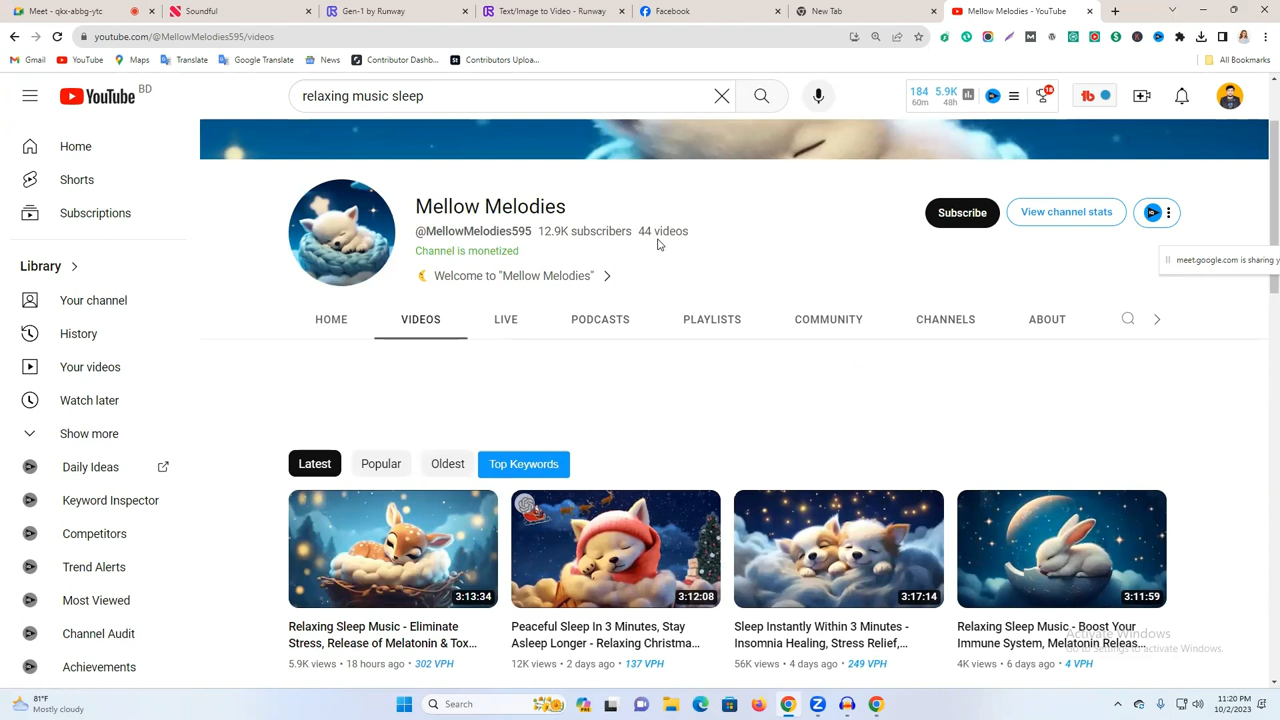 Meet - qkx-abbg-ytc
Soundful
Gen-1 by Runway
Text/Image to Video - Runway
Facebook
New Tab
Mellow Melodies - YouTube
youtube.com/@MellowMelodies595/videos
Gmail YouTube Maps Translate Google Translate News Contributor Dashb... Contributors Uploa... All Bookmarks
YouTube BD
relaxing music sleep
184 5.9K
60m 48h
18
tb
Home
Shorts
Subscriptions
Library
Your channel
History
Your videos
Watch later
Show more
Daily Ideas
Keyword Inspector
Competitors
Trend Alerts
Most Viewed
Channel Audit
Achievements
Mellow Melodies
@MellowMelodies595 12.9K subscribers 44 videos
Channel is monetized
Welcome to "Mellow Melodies"
Subscribe
View channel stats
meet.google.com is sharing y
HOME VIDEOS LIVE PODCASTS PLAYLISTS COMMUNITY CHANNELS ABOUT
Latest Popular Oldest Top Keywords
3:13:34
Relaxing Sleep Music - Eliminate
Stress, Release of Melatonin & Tox...
5.9K views • 18 hours ago • 302 VPH
3:12:08
Peaceful Sleep In 3 Minutes, Stay
Asleep Longer - Relaxing Christma...
12K views • 2 days ago • 137 VPH
3:17:14
Sleep Instantly Within 3 Minutes -
Insomnia Healing, Stress Relief,...
56K views • 4 days ago • 249 VPH
3:11:59
Relaxing Sleep Music - Boost Your
Immune System, Melatonin Releas...
4K views • 6 days ago • 4 VPH
Activate Windows
Go to Settings to activate Windows.
81°F
Mostly cloudy
Search
11:20 PM
10/2/2023